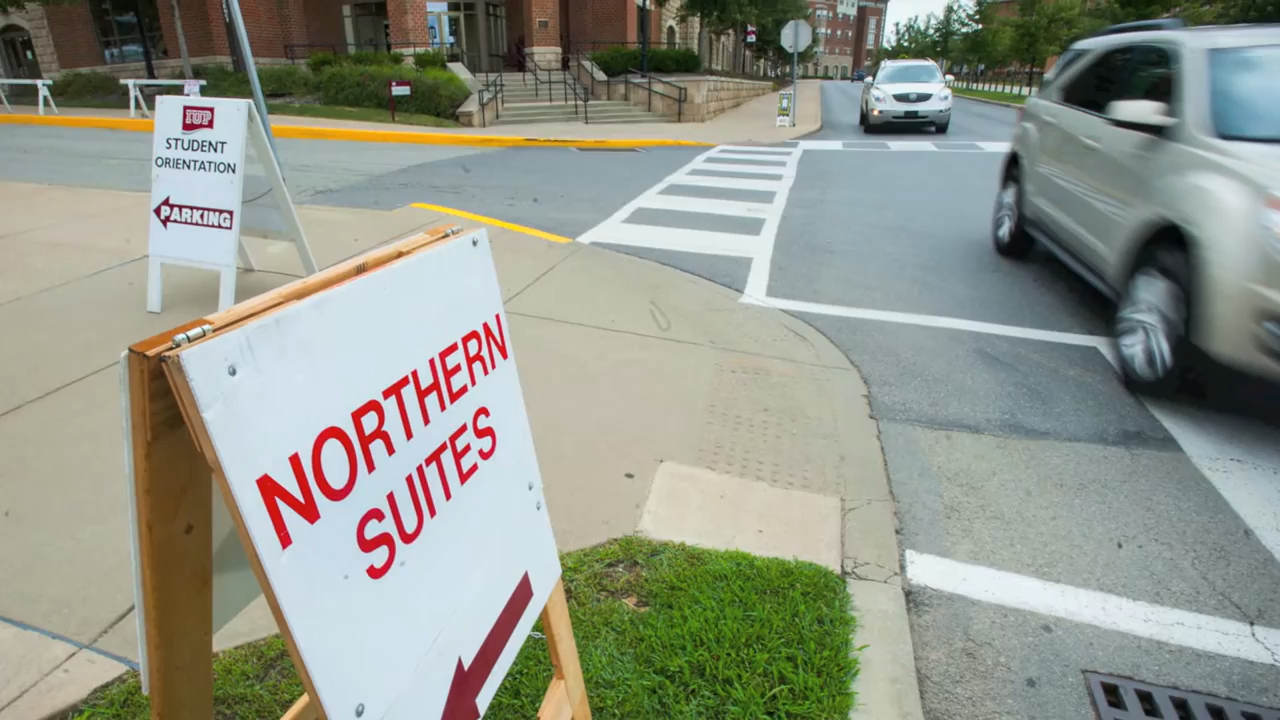 IUP
STUDENT
ORIENTATION
PARKING
NORTHERN
SUITES